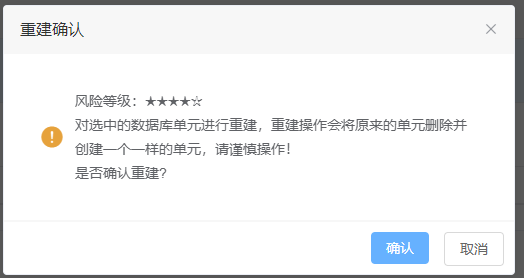 重建确认
风险等级：★★★★☆
对选中的数据库单元进行重建，重建操作会将原来的单元删除并
创建一个一样的单元，请谨慎操作！
是否确认重建？
确认
取消